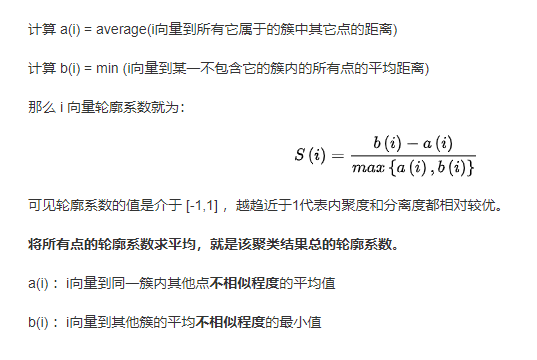 计算 a(i) = average(i向量到所有它属于的簇中其它点的距离)
计算 b(i) = min (i向量到某一不包含它的簇内的所有点的平均距离)
那么 i 向量轮廓系数就为：
S (i) = \frac{b (i) − a (i)}{max {a (i) , b (i)}}
可见轮廓系数的值是介于 [-1,1] ，越趋近于1代表内聚度和分离度都相对较优。
将所有点的轮廓系数求平均，就是该聚类结果总的轮廓系数。
a(i) ：i向量到同一簇内其他点不相似程度的平均值
b(i) ：i向量到其他簇的平均不相似程度的最小值